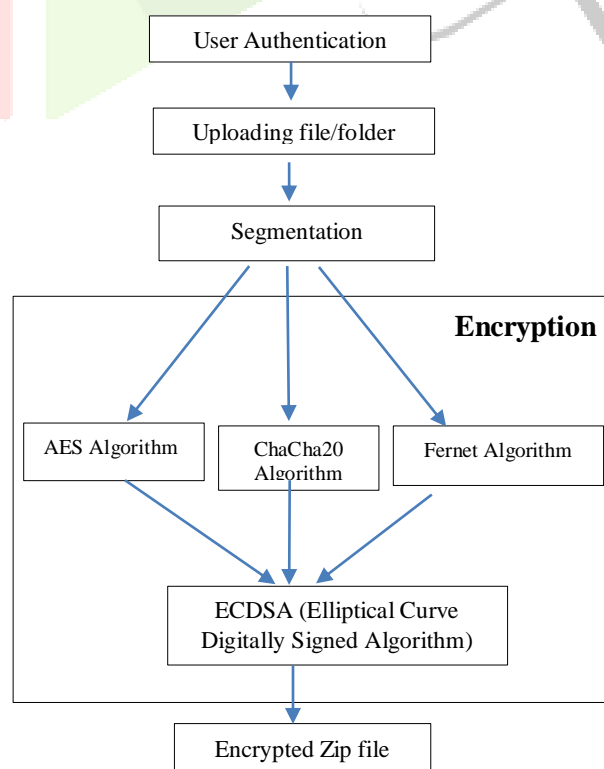 User Authentication
Uploading file/folder
Segmentation
Encryption
AES Algorithm
ChaCha20
Algorithm
Fernet Algorithm
ECDSA (Elliptical Curve
Digitally Signed Algorithm)
Encrypted Zip file